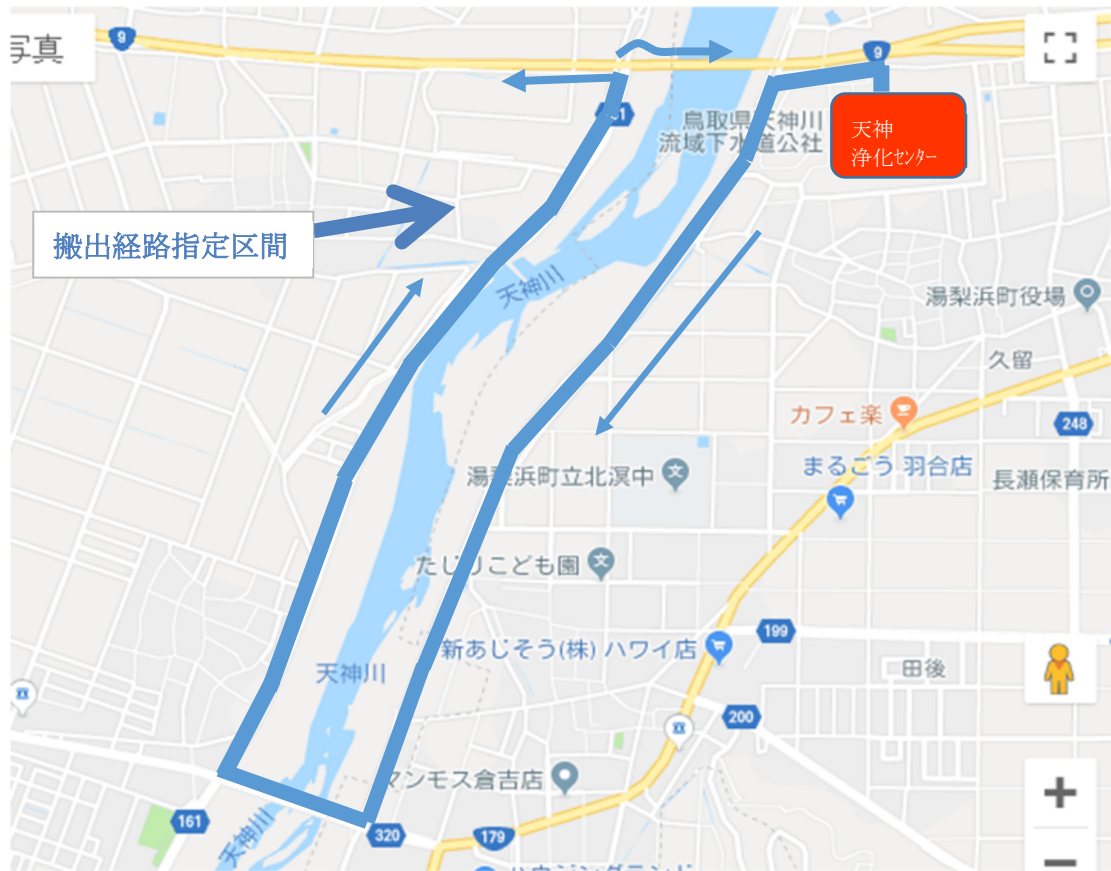 写真
9
9
天神
浄化ｾﾝﾀｰ
鳥取県天神川
流域下水道公社
搬出経路指定区間
天神川
湯梨浜町役場
久留
カフェ楽
248
まるごう 羽合店
湯梨浜町立北溟中
長瀬保育所
たじりこども園
199
新あじそう(株) ハワイ店
田後
天神川
200
マンモス倉吉店
161
320
179
天神川